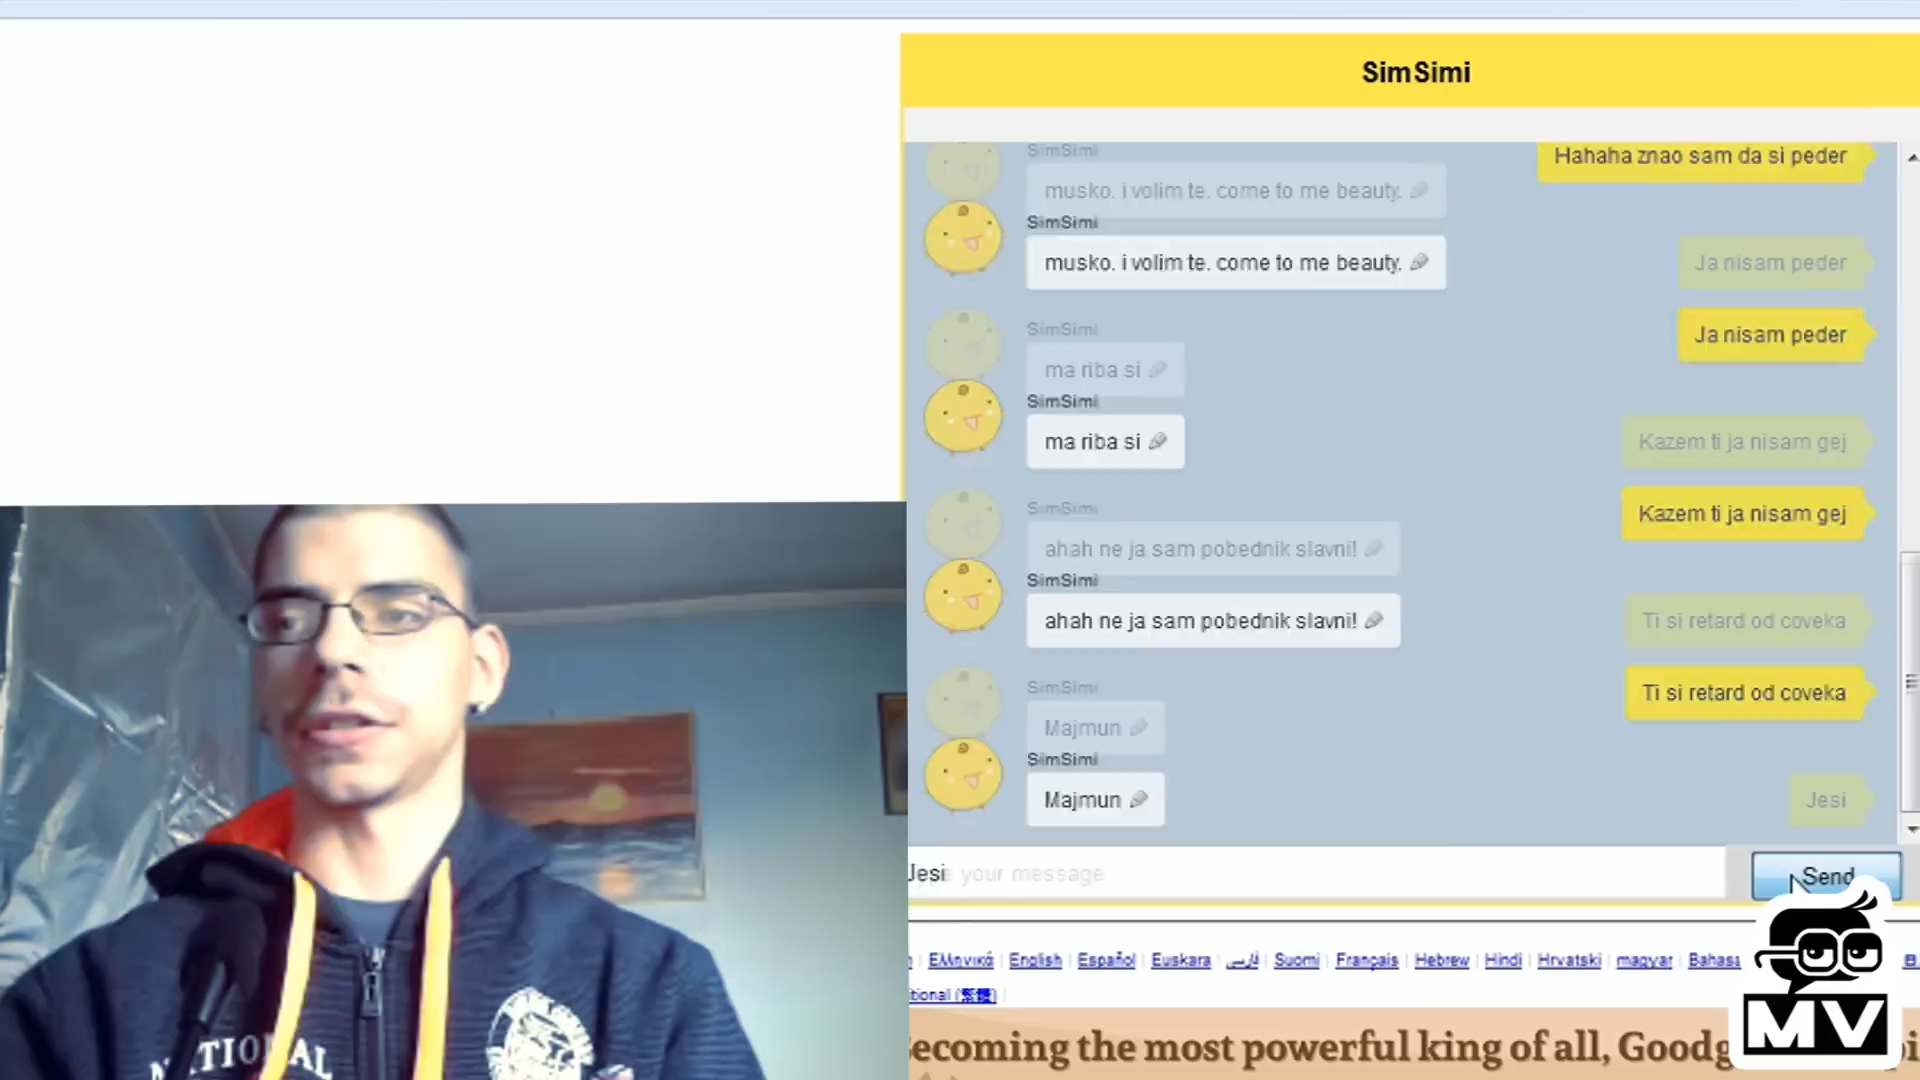 SimSimi
SimSimi
Hahaha znao sam da si peder
musko. i volim te. come to me beauty.
SimSimi
musko. i volim te. come to me beauty.
Ja nisam peder
SimSimi
Ja nisam peder
ma riba si
SimSimi
ma riba si
Kazem ti ja nisam gej
SimSimi
Kazem ti ja nisam gej
ahah ne ja sam pobednik slavni!
SimSimi
ahah ne ja sam pobednik slavni!
Ti si retard od coveka
SimSimi
Ti si retard od coveka
Majmun
SimSimi
Majmun
Jesi
Jesi your message
Send
Ελληνικά English Español Euskara فارسی Suomi Français Hebrew Hindi Hrvatski magyar Bahasa
ecoming the most powerful king of all,
MV